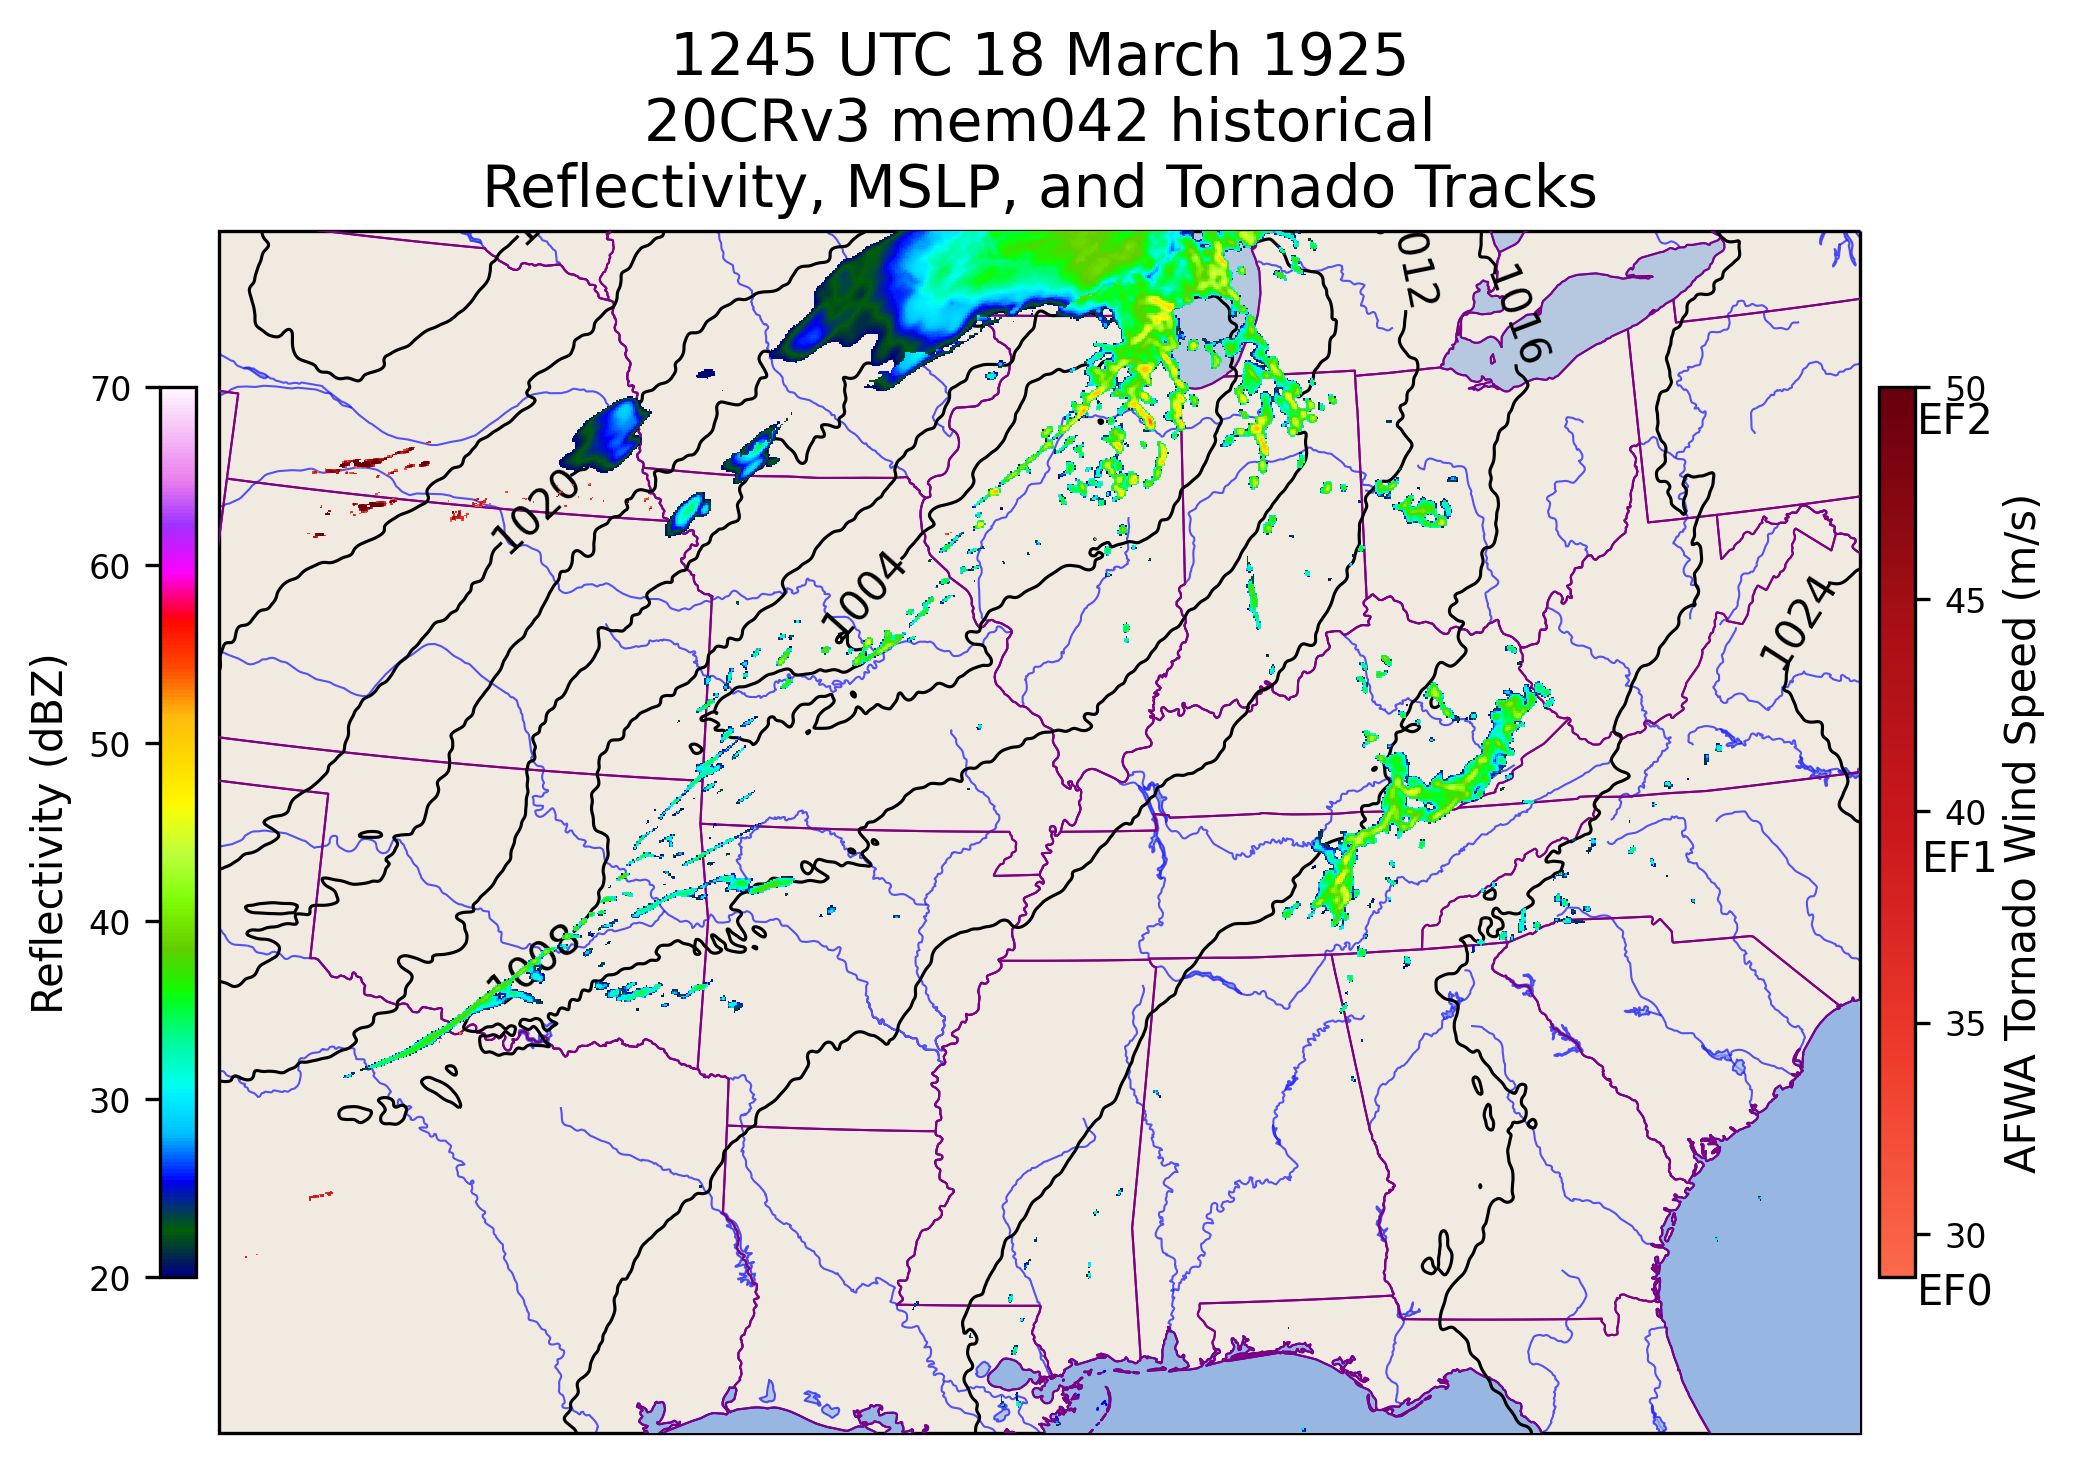 1245 UTC 18 March 1925
20CRv3 mem042 historical
Reflectivity, MSLP, and Tornado Tracks
Reflectivity (dBZ)
70
60
50
40
30
20
1020
1004
1008
1012
1016
1024
50
EF2
45
40
EF1
35
30
EF0
AFWA Tornado Wind Speed (m/s)